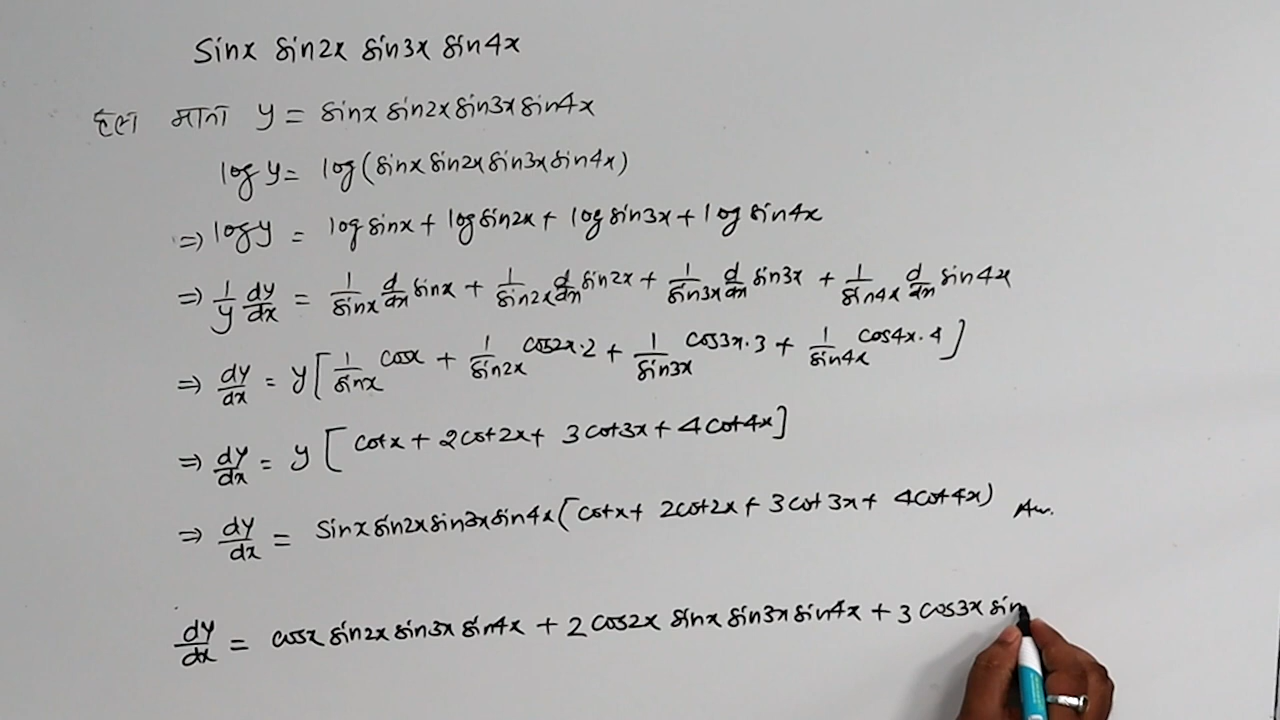 sinx sin2x sin3x sin4x
हल माना y = sinx sin2x sin3x sin4x
log y = log(sinx sin2x sin3x sin4x)
⇒ log y = log sinx + log sin2x + log sin3x + log sin4x
⇒ 1/y dy/dx = 1/sinx d/dx sinx + 1/sin2x d/dx sin2x + 1/sin3x d/dx sin3x + 1/sin4x d/dx sin4x
⇒ dy/dx = y[1/sinx cosx + 1/sin2x cos2x·2 + 1/sin3x cos3x·3 + 1/sin4x cos4x·4]
⇒ dy/dx = y[cotx + 2cot2x + 3cot3x + 4cot4x]
⇒ dy/dx = sinx sin2x sin3x sin4x(cotx + 2cot2x + 3cot3x + 4cot4x) An.
dy/dx = cosx sin2x sin3x sin4x + 2cos2x sinx sin3x sin4x + 3 cos3x sin